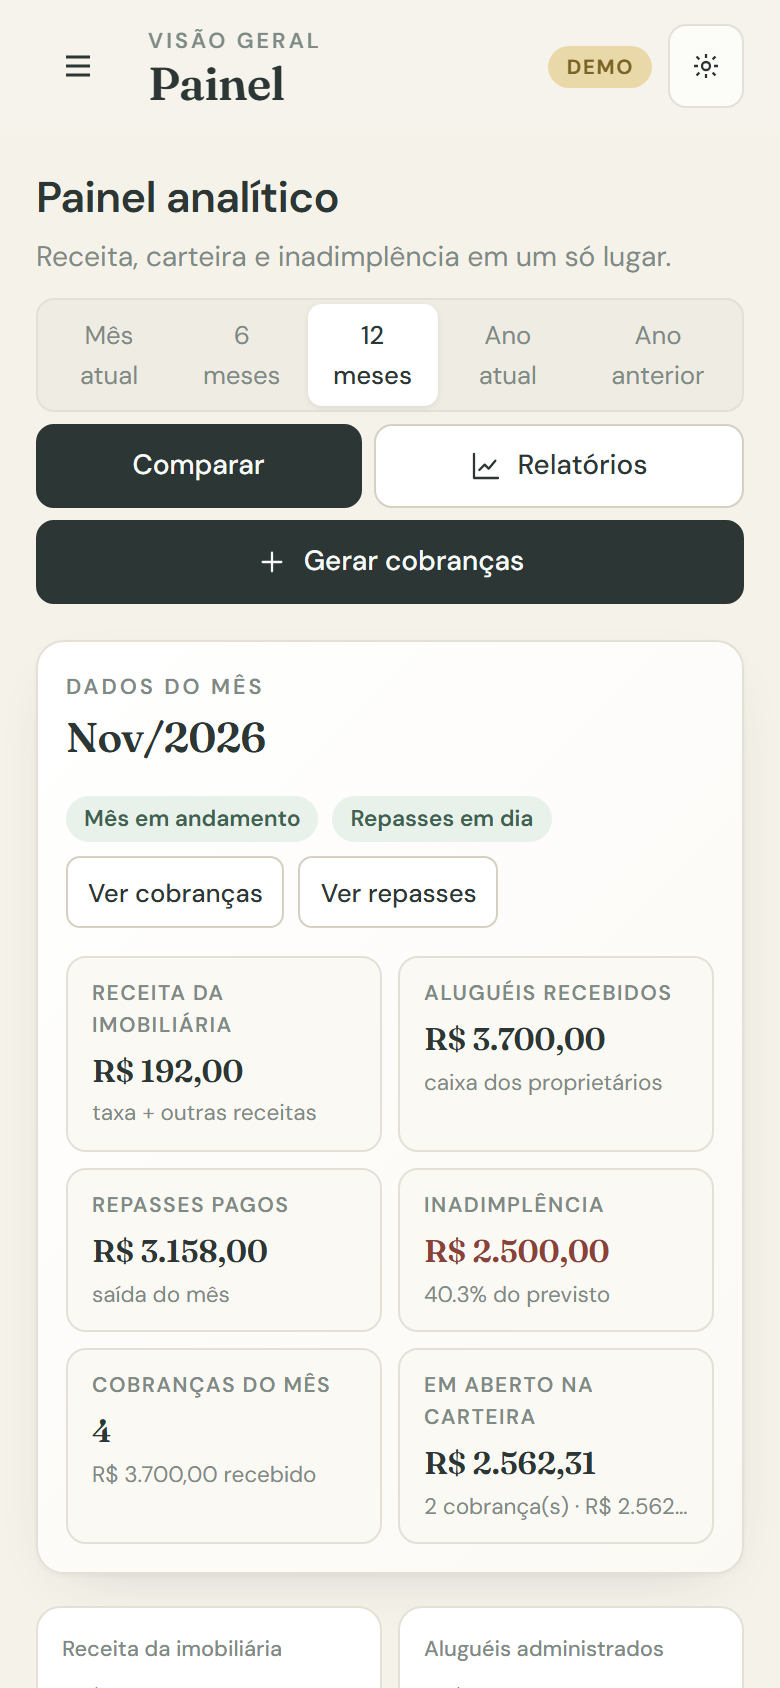 VISÃO GERAL
Painel
DEMO
Painel analítico
Receita, carteira e inadimplência em um só lugar.
Mês atual
6 meses
12 meses
Ano atual
Ano anterior
Comparar
Relatórios
Gerar cobranças
DADOS DO MÊS
Nov/2026
Mês em andamento
Repasses em dia
Ver cobranças
Ver repasses
RECEITA DA
IMOBILIÁRIA
R$ 192,00
taxa + outras receitas
ALUGUÉIS RECEBIDOS
R$ 3.700,00
caixa dos proprietários
REPASSES PAGOS
R$ 3.158,00
saída do mês
INADIMPLÊNCIA
R$ 2.500,00
40.3% do previsto
COBRANÇAS DO MÊS
4
R$ 3.700,00 recebido
EM ABERTO NA
CARTEIRA
R$ 2.562,31
2 cobrança(s) · R$ 2.562...
Receita da imobiliária
Aluguéis administrados